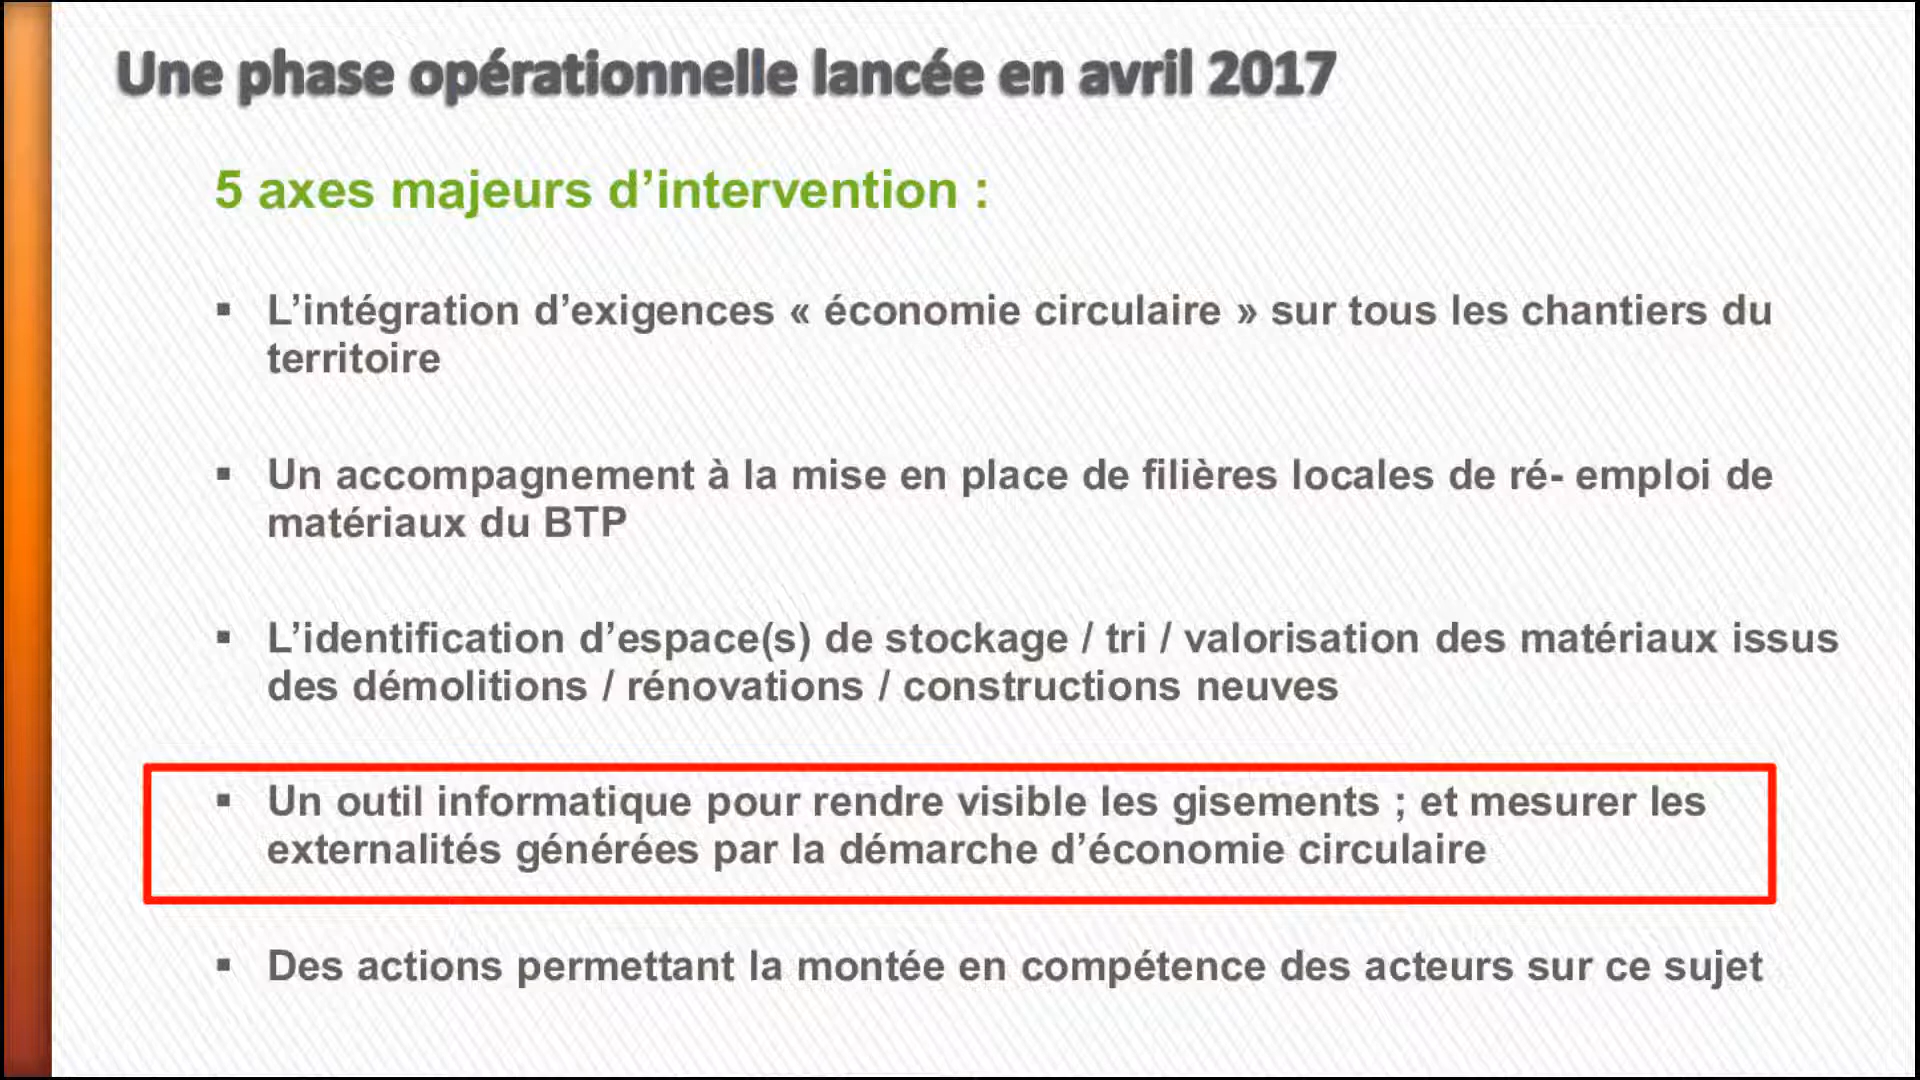 Une phase opérationnelle lancée en avril 2017
5 axes majeurs d’intervention :
▪ L’intégration d’exigences « économie circulaire » sur tous les chantiers du
territoire
▪ Un accompagnement à la mise en place de filières locales de ré- emploi de
matériaux du BTP
▪ L’identification d’espace(s) de stockage / tri / valorisation des matériaux issus
des démolitions / rénovations / constructions neuves
▪ Un outil informatique pour rendre visible les gisements ; et mesurer les
externalités générées par la démarche d’économie circulaire
▪ Des actions permettant la montée en compétence des acteurs sur ce sujet